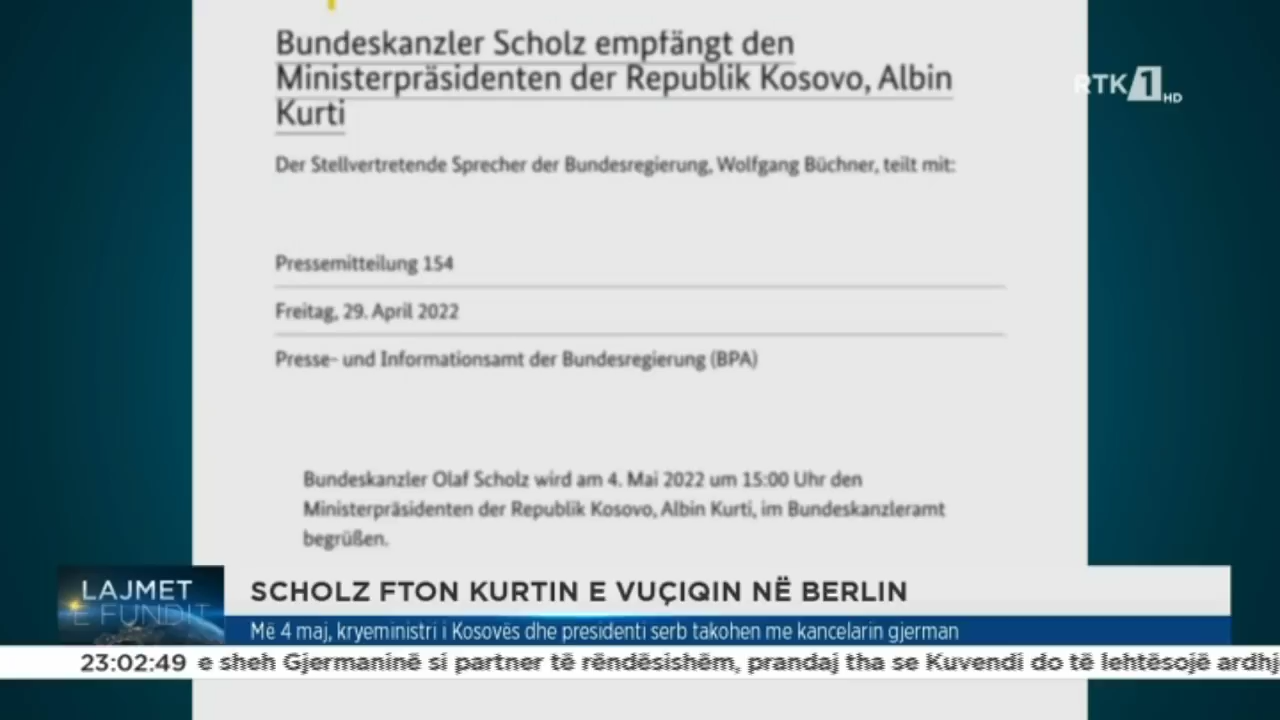 Bundeskanzler Scholz empfängt den
Ministerpräsidenten der Republik Kosovo, Albin
Kurti
RTK 1 HD
Der Stellvertretende Sprecher der Bundesregierung, Wolfgang Büchner, teilt mit:
Pressemitteilung 154
Freitag, 29. April 2022
Presse- und Informationsamt der Bundesregierung (BPA)
Bundeskanzler Olaf Scholz wird am 4. Mai 2022 um 15:00 Uhr den
Ministerpräsidenten der Republik Kosovo, Albin Kurti, im Bundeskanzleramt
begrüßen.
LAJMET
E FUNDIT
SCHOLZ FTON KURTIN E VUÇIQIN NË BERLIN
Më 4 maj, kryeministri i Kosovës dhe presidenti serb takohen me kancelarin gjerman
23:02:49 e sheh Gjermaninë si partner të rëndësishëm, prandaj tha se Kuvendi do të lehtësojë ardhj